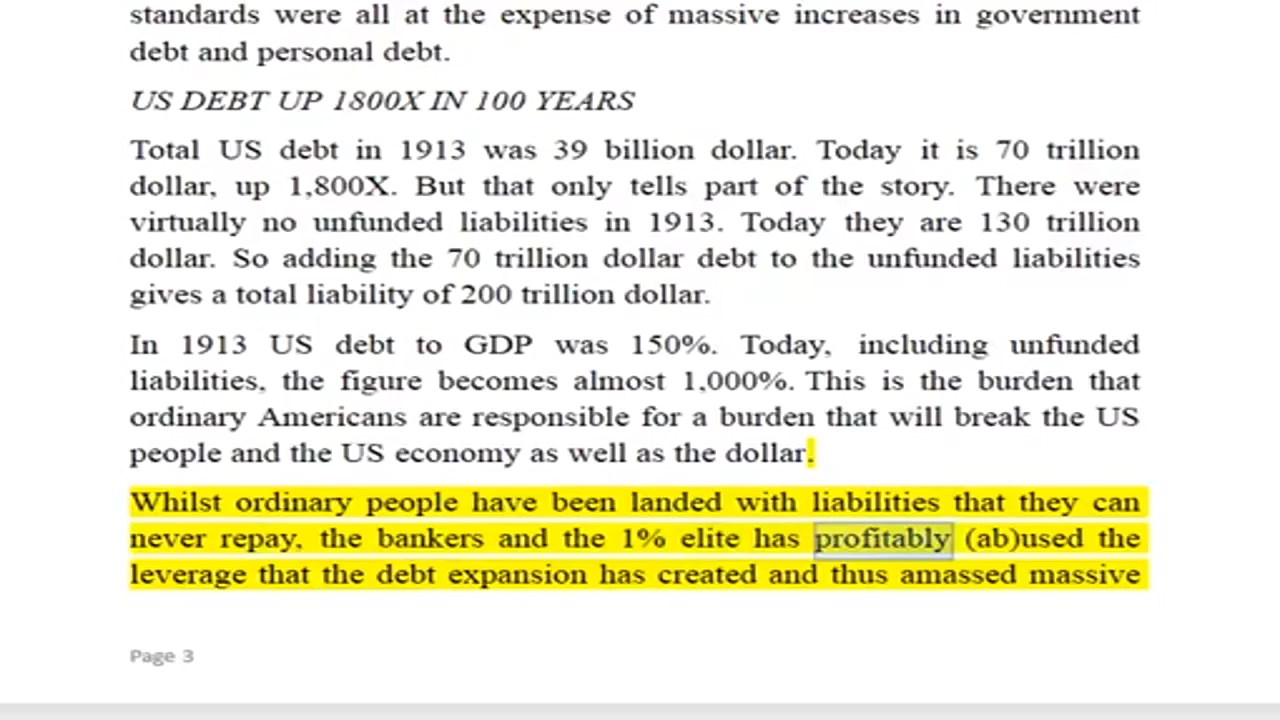 standards were all at the expense of massive increases in government
debt and personal debt.
US DEBT UP 1800X IN 100 YEARS
Total US debt in 1913 was 39 billion dollar. Today it is 70 trillion
dollar, up 1,800X. But that only tells part of the story. There were
virtually no unfunded liabilities in 1913. Today they are 130 trillion
dollar. So adding the 70 trillion dollar debt to the unfunded liabilities
gives a total liability of 200 trillion dollar.
In 1913 US debt to GDP was 150%. Today, including unfunded
liabilities, the figure becomes almost 1,000%. This is the burden that
ordinary Americans are responsible for a burden that will break the US
people and the US economy as well as the dollar.
Whilst ordinary people have been landed with liabilities that they can
never repay, the bankers and the 1% elite has profitably (ab)used the
leverage that the debt expansion has created and thus amassed massive
Page 3